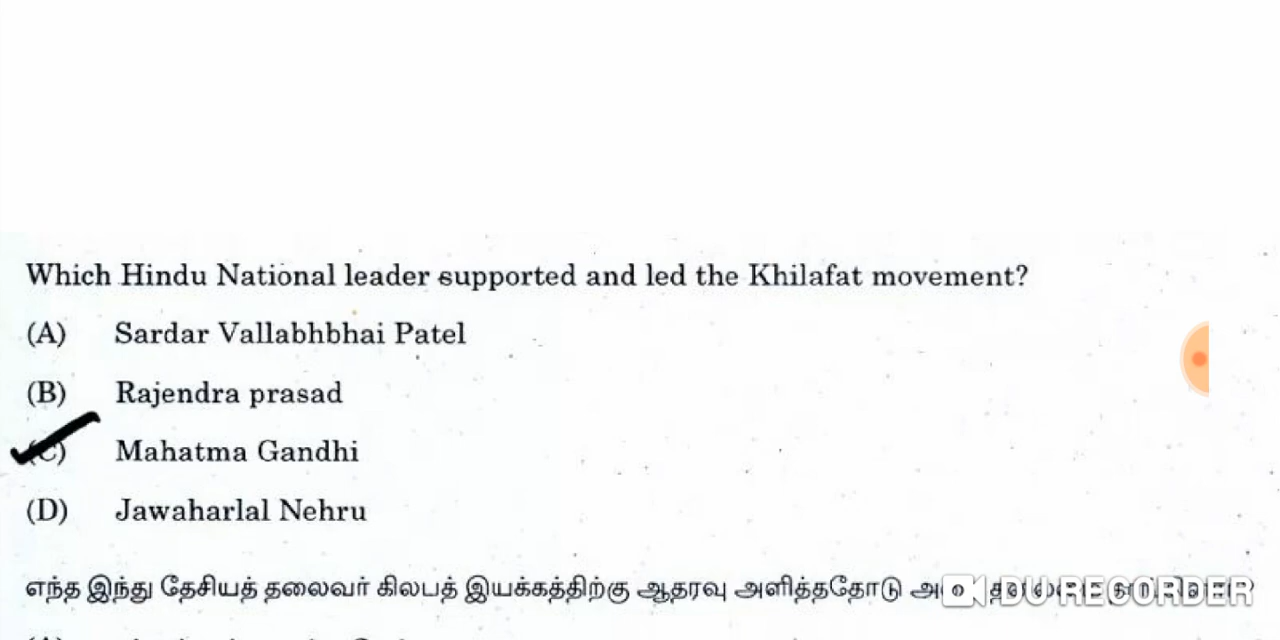 Which Hindu National leader supported and led the Khilafat movement?
(A) Sardar Vallabhbhai Patel
(B) Rajendra prasad
(C) Mahatma Gandhi
(D) Jawaharlal Nehru
எந்த இந்து தேசியத் தலைவர் கிலபத் இயக்கத்திற்கு ஆதரவு அளித்ததோடு
DU RECORDER